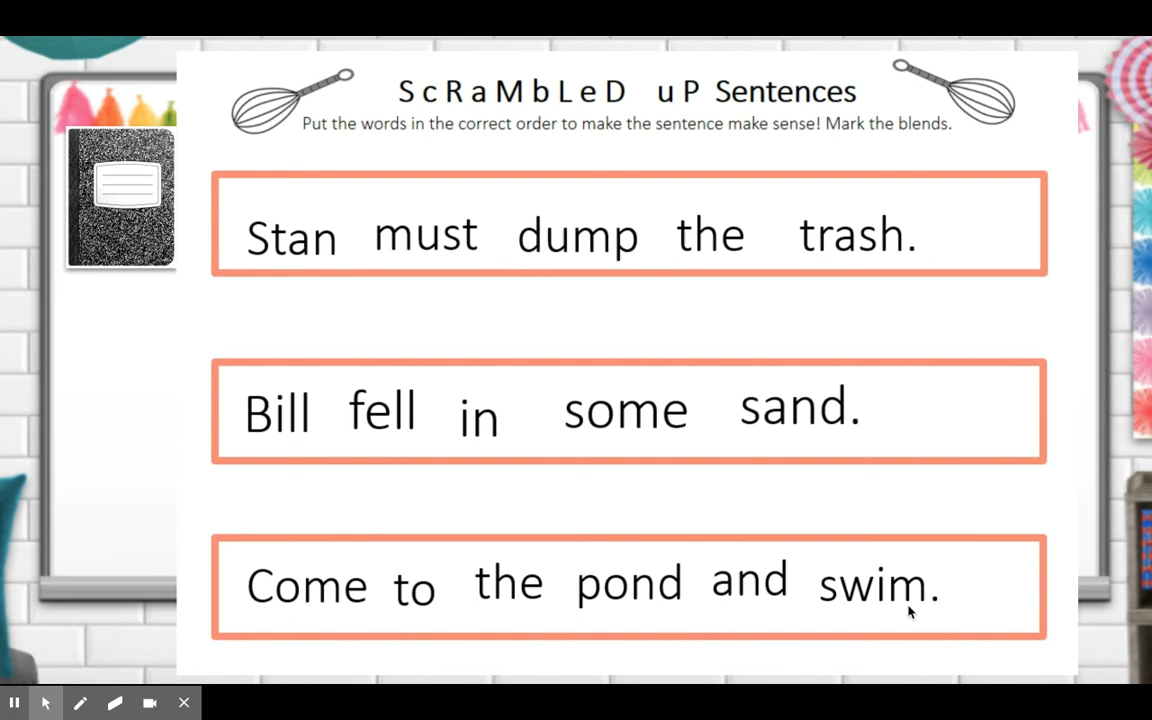 ScRaMbLeD uP Sentences
Put the words in the correct order to make the sentence make sense! Mark the blends.
Stan must dump the trash.
Bill fell in some sand.
Come to the pond and swim.